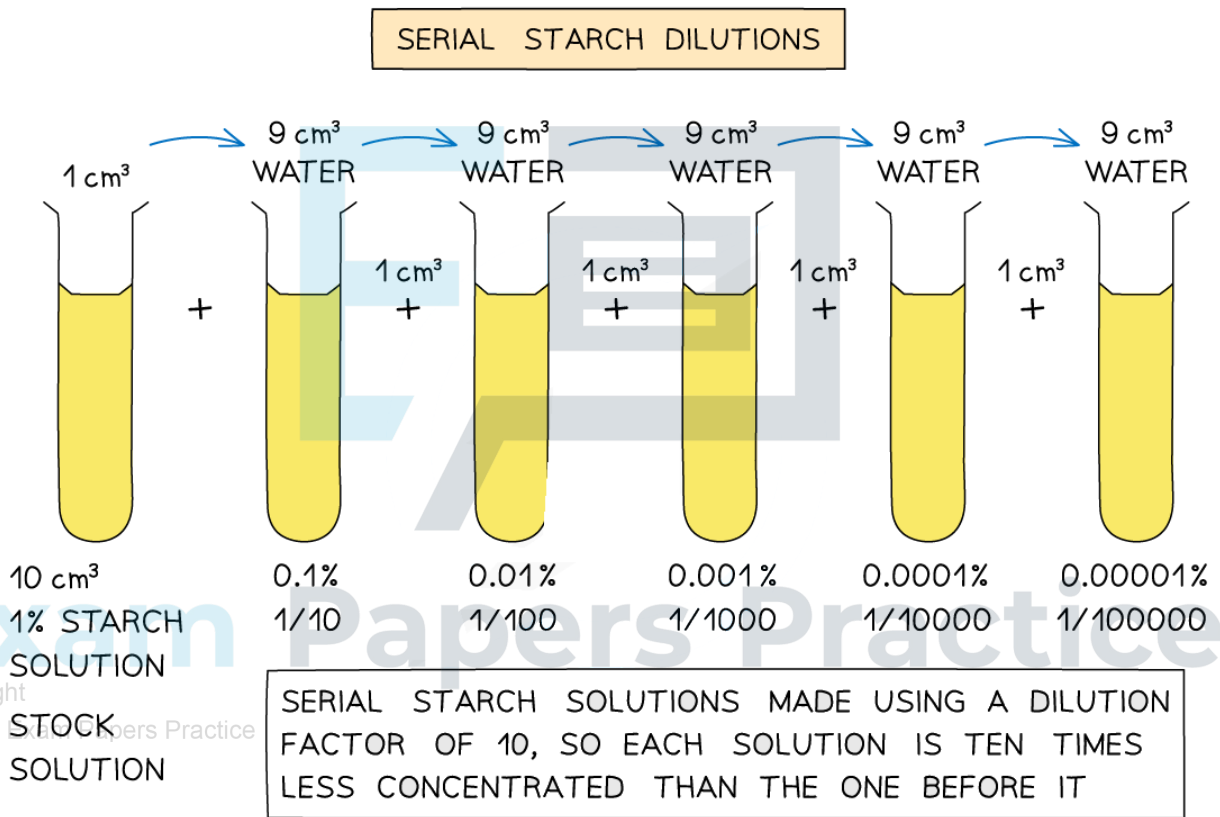 SERIAL STARCH DILUTIONS
1 cm³
9 cm³
WATER
9 cm³
WATER
9 cm³
WATER
9 cm³
WATER
9 cm³
WATER
+
1 cm³
+
1 cm³
+
1 cm³
+
1 cm³
+
10 cm³
1% STARCH
SOLUTION
STOCK
SOLUTION
0.1%
1/10
0.01%
1/100
0.001%
1/1000
0.0001%
1/10000
0.00001%
1/100000
SERIAL STARCH SOLUTIONS MADE USING A DILUTION
FACTOR OF 10, SO EACH SOLUTION IS TEN TIMES
LESS CONCENTRATED THAN THE ONE BEFORE IT
xam Papers Practice
ght
Exam Papers Practice